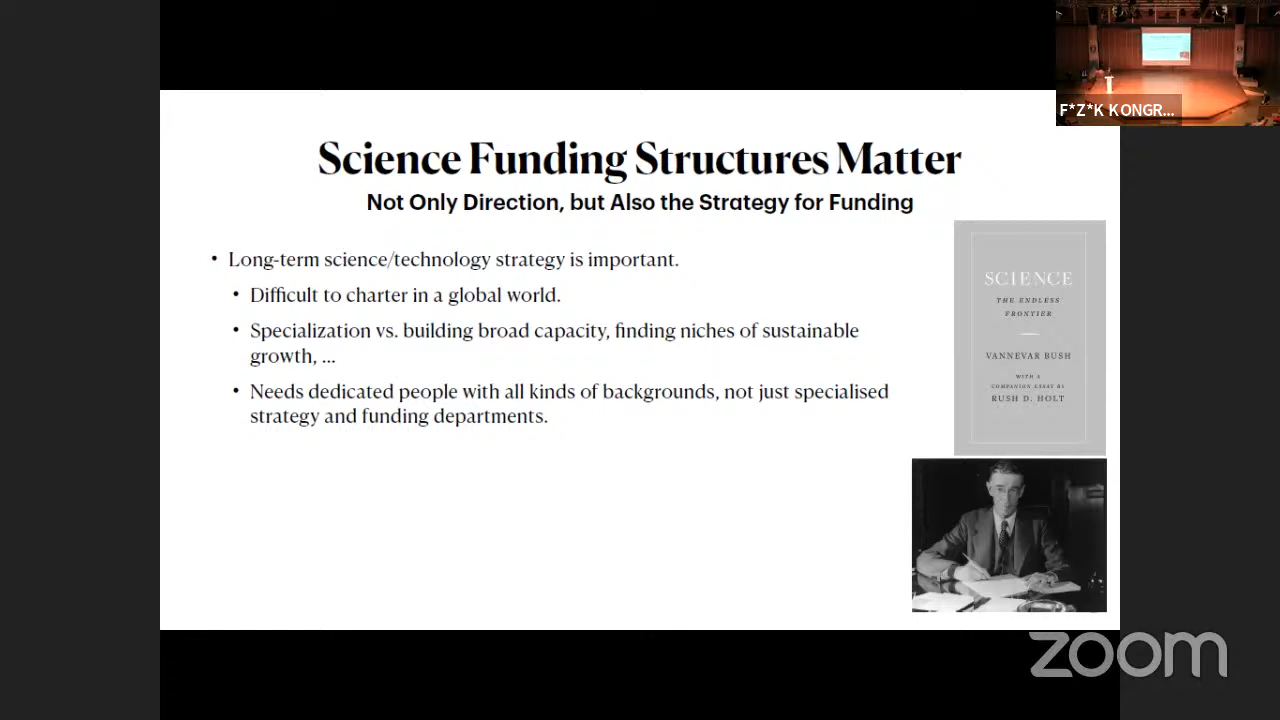 F*Z*K KONGR...
Science Funding Structures Matter
Not Only Direction, but Also the Strategy for Funding
• Long-term science/technology strategy is important.
• Difficult to charter in a global world.
• Specialization vs. building broad capacity, finding niches of sustainable
growth, ...
• Needs dedicated people with all kinds of backgrounds, not just specialised
strategy and funding departments.
SCIENCE
THE ENDLESS
FRONTIER
VANNEVAR BUSH
WITH A
COMPANION ESSAY BY
RUSH D. HOLT
zoom